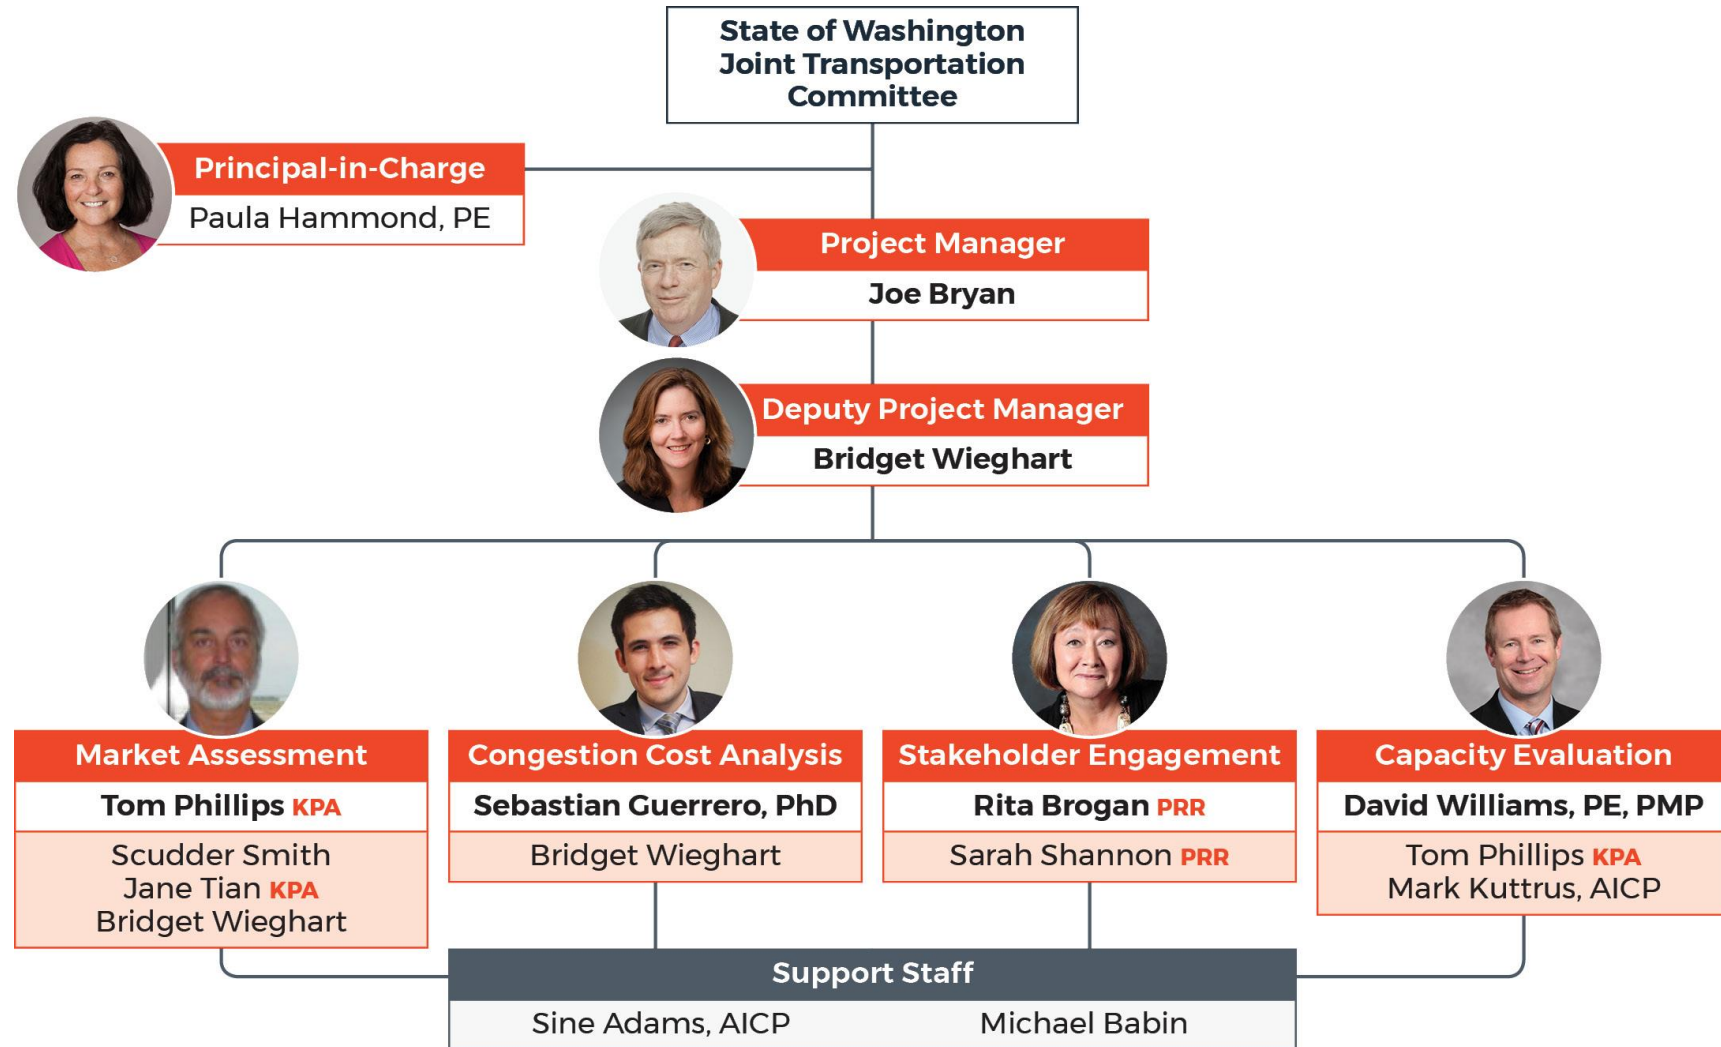 State of Washington
Joint Transportation
Committee
Principal-in-Charge
Paula Hammond, PE
Project Manager
Joe Bryan
Deputy Project Manager
Bridget Wieghart
Market Assessment
Tom Phillips KPA
Scudder Smith
Jane Tian KPA
Bridget Wieghart
Congestion Cost Analysis
Sebastian Guerrero, PhD
Bridget Wieghart
Stakeholder Engagement
Rita Brogan PRR
Sarah Shannon PRR
Capacity Evaluation
David Williams, PE, PMP
Tom Phillips KPA
Mark Kuttrus, AICP
Support Staff
Sine Adams, AICP
Michael Babin